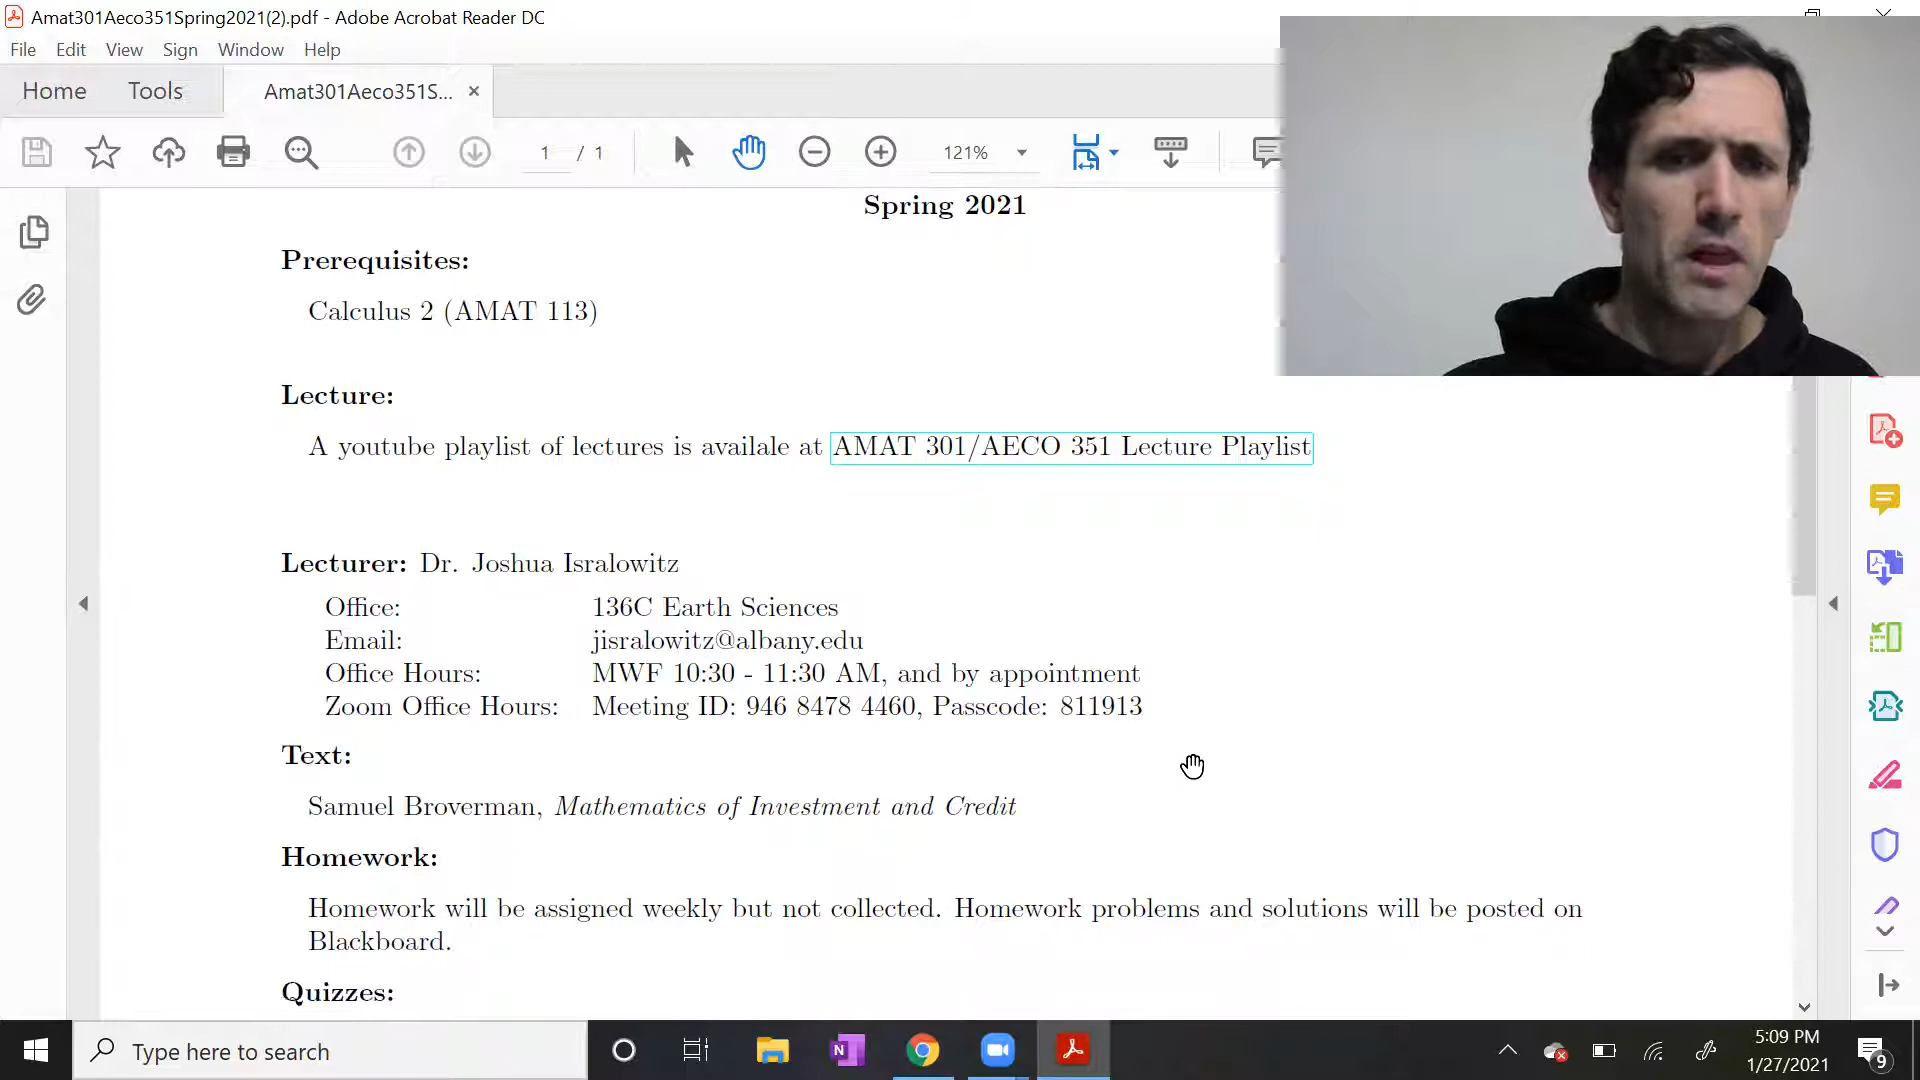 Amat301Aeco351Spring2021(2).pdf - Adobe Acrobat Reader DC
File Edit View Sign Window Help
Home Tools Amat301Aeco351S... ×
1 / 1 121%
Spring 2021
Prerequisites:
Calculus 2 (AMAT 113)
Lecture:
A youtube playlist of lectures is availale at AMAT 301/AECO 351 Lecture Playlist
Lecturer: Dr. Joshua Isralowitz
Office: 136C Earth Sciences
Email: jisralowitz@albany.edu
Office Hours: MWF 10:30 - 11:30 AM, and by appointment
Zoom Office Hours: Meeting ID: 946 8478 4460, Passcode: 811913
Text:
Samuel Broverman, Mathematics of Investment and Credit
Homework:
Homework will be assigned weekly but not collected. Homework problems and solutions will be posted on
Blackboard.
Quizzes:
Type here to search
N
5:09 PM
1/27/2021
9